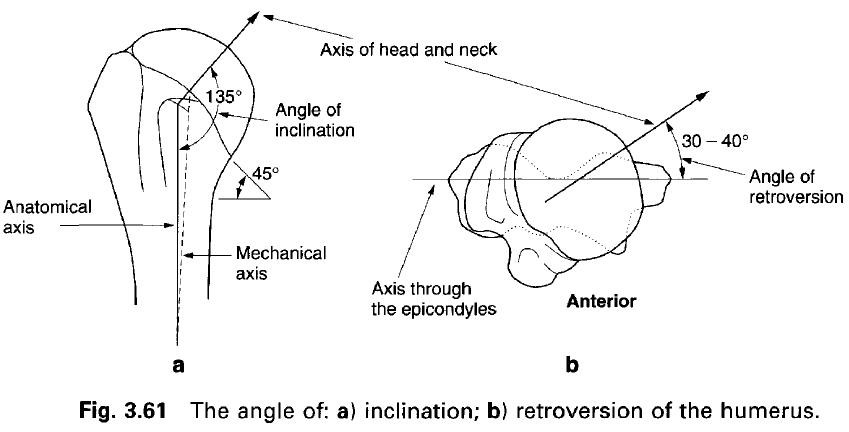 Axis of head and neck
135°
Angle of
inclination
45°
Anatomical
axis
Mechanical
axis
a
30 – 40°
Angle of
retroversion
Axis through
the epicondyles
Anterior
b
Fig. 3.61 The angle of: a) inclination; b) retroversion of the humerus.